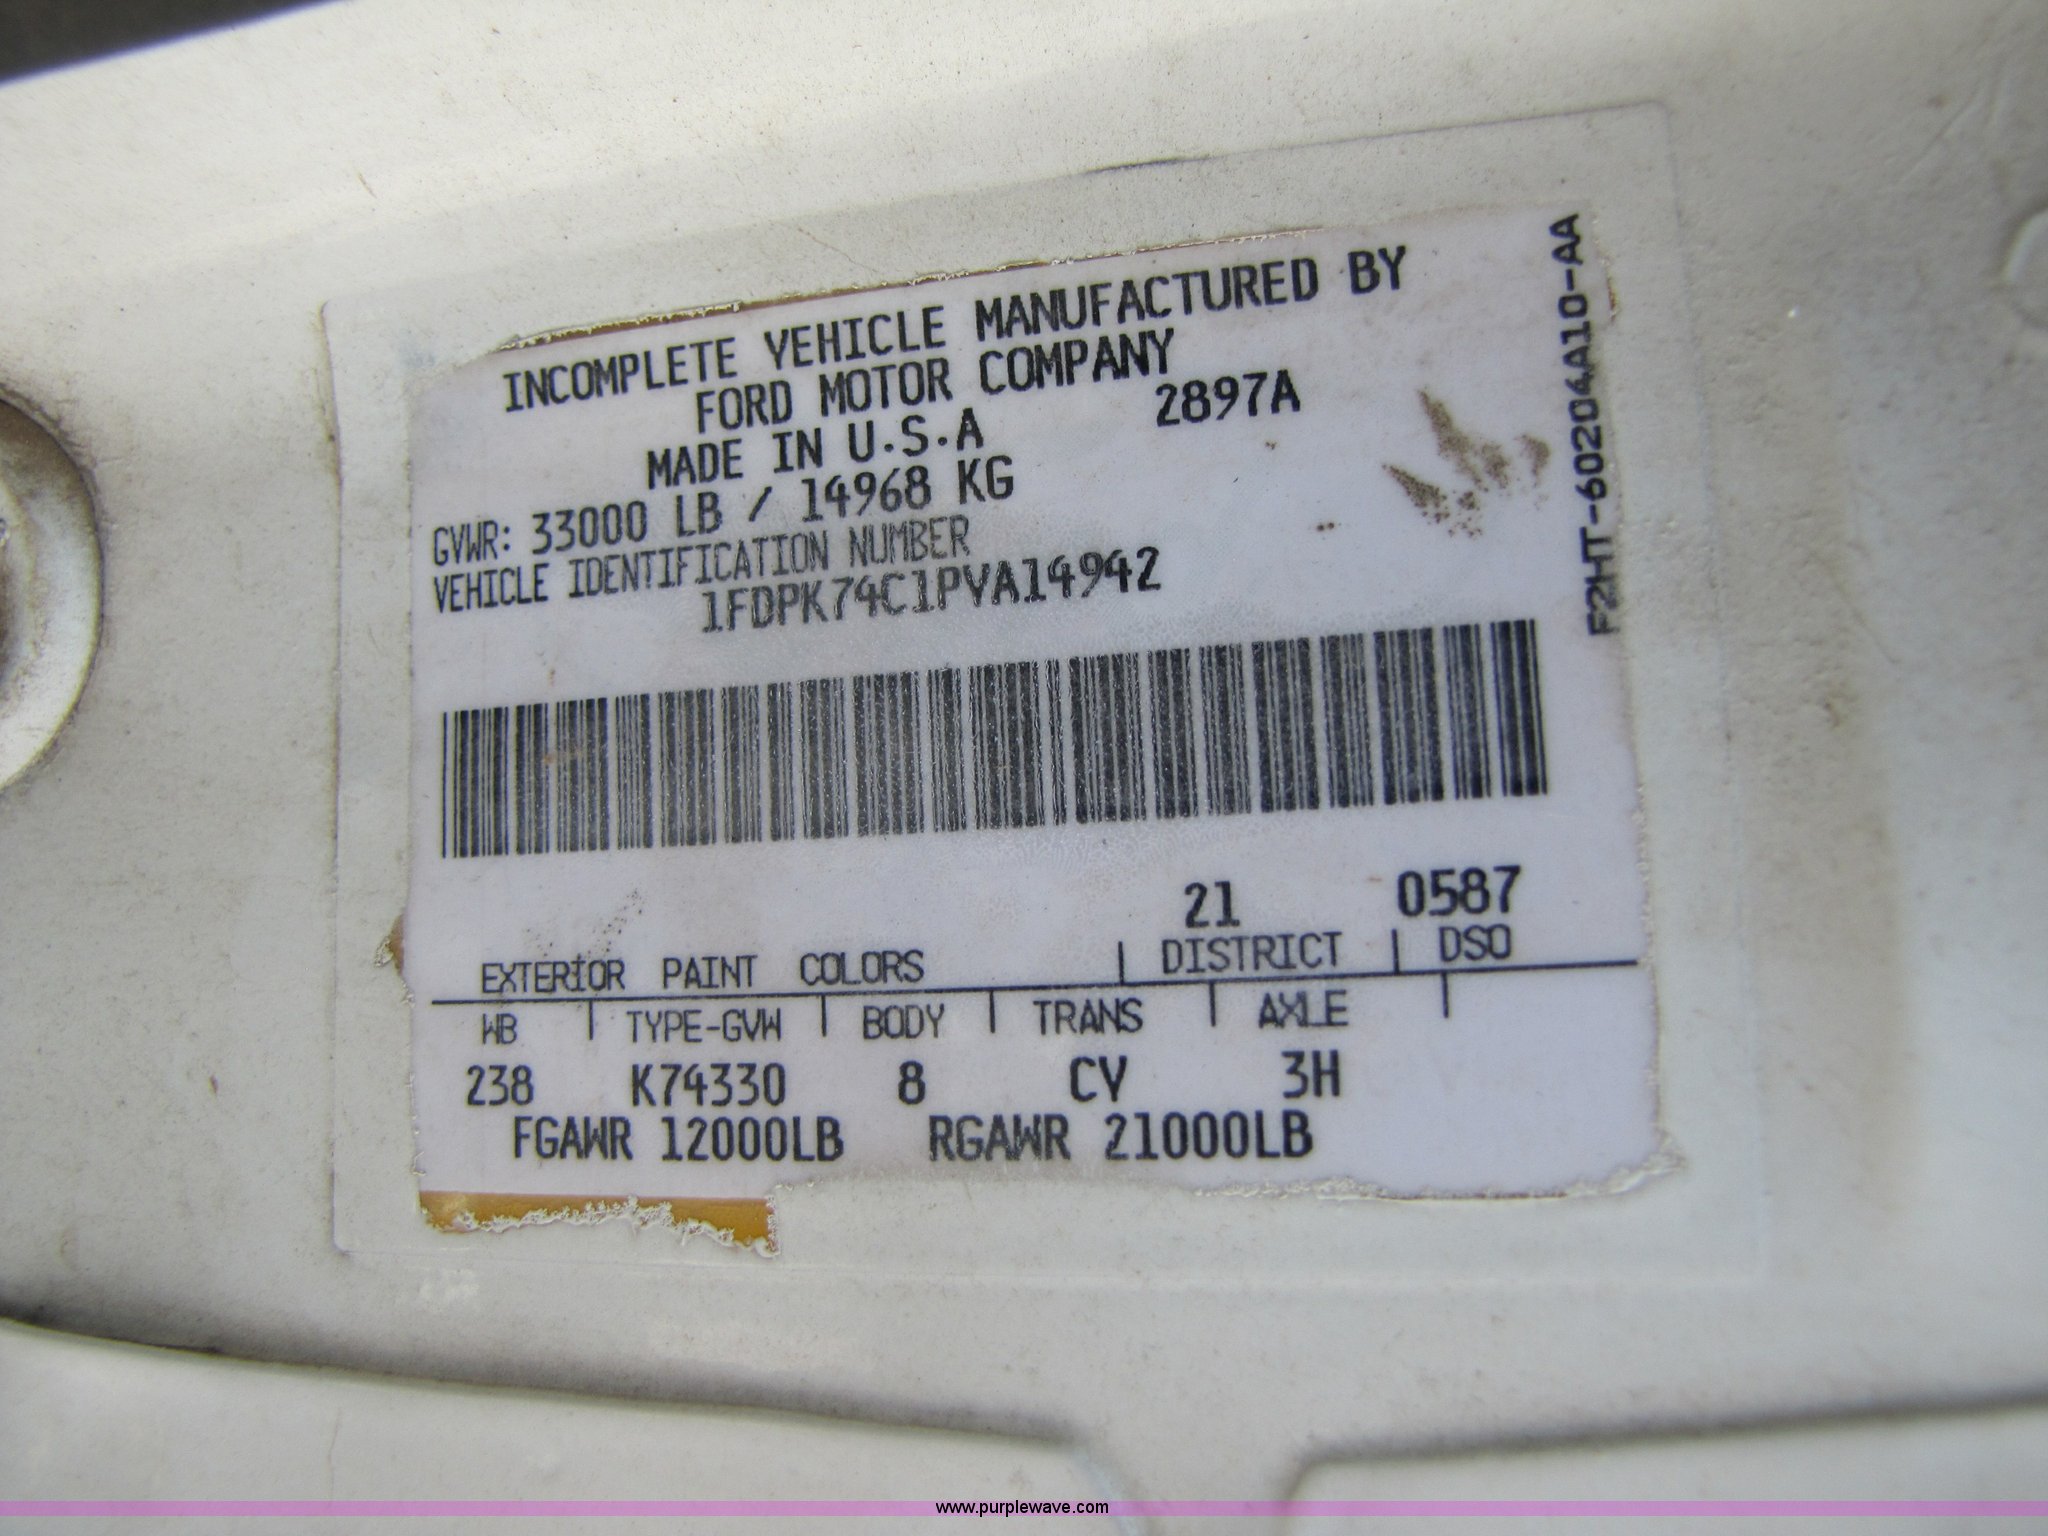 INCOMPLETE VEHICLE MANUFACTURED BY
FORD MOTOR COMPANY
MADE IN U.S.A 2897A
GVWR: 33000 LB / 14968 KG
VEHICLE IDENTIFICATION NUMBER
1FDPK74C1PVA14942
F2HT-60204A10-AA
21 0587
EXTERIOR PAINT COLORS DISTRICT DSO
WB TYPE-GVW BODY TRANS AXLE
238 K74330 8 CY 3H
FGAWR 12000LB RGAWR 21000LB
www.purplewave.com